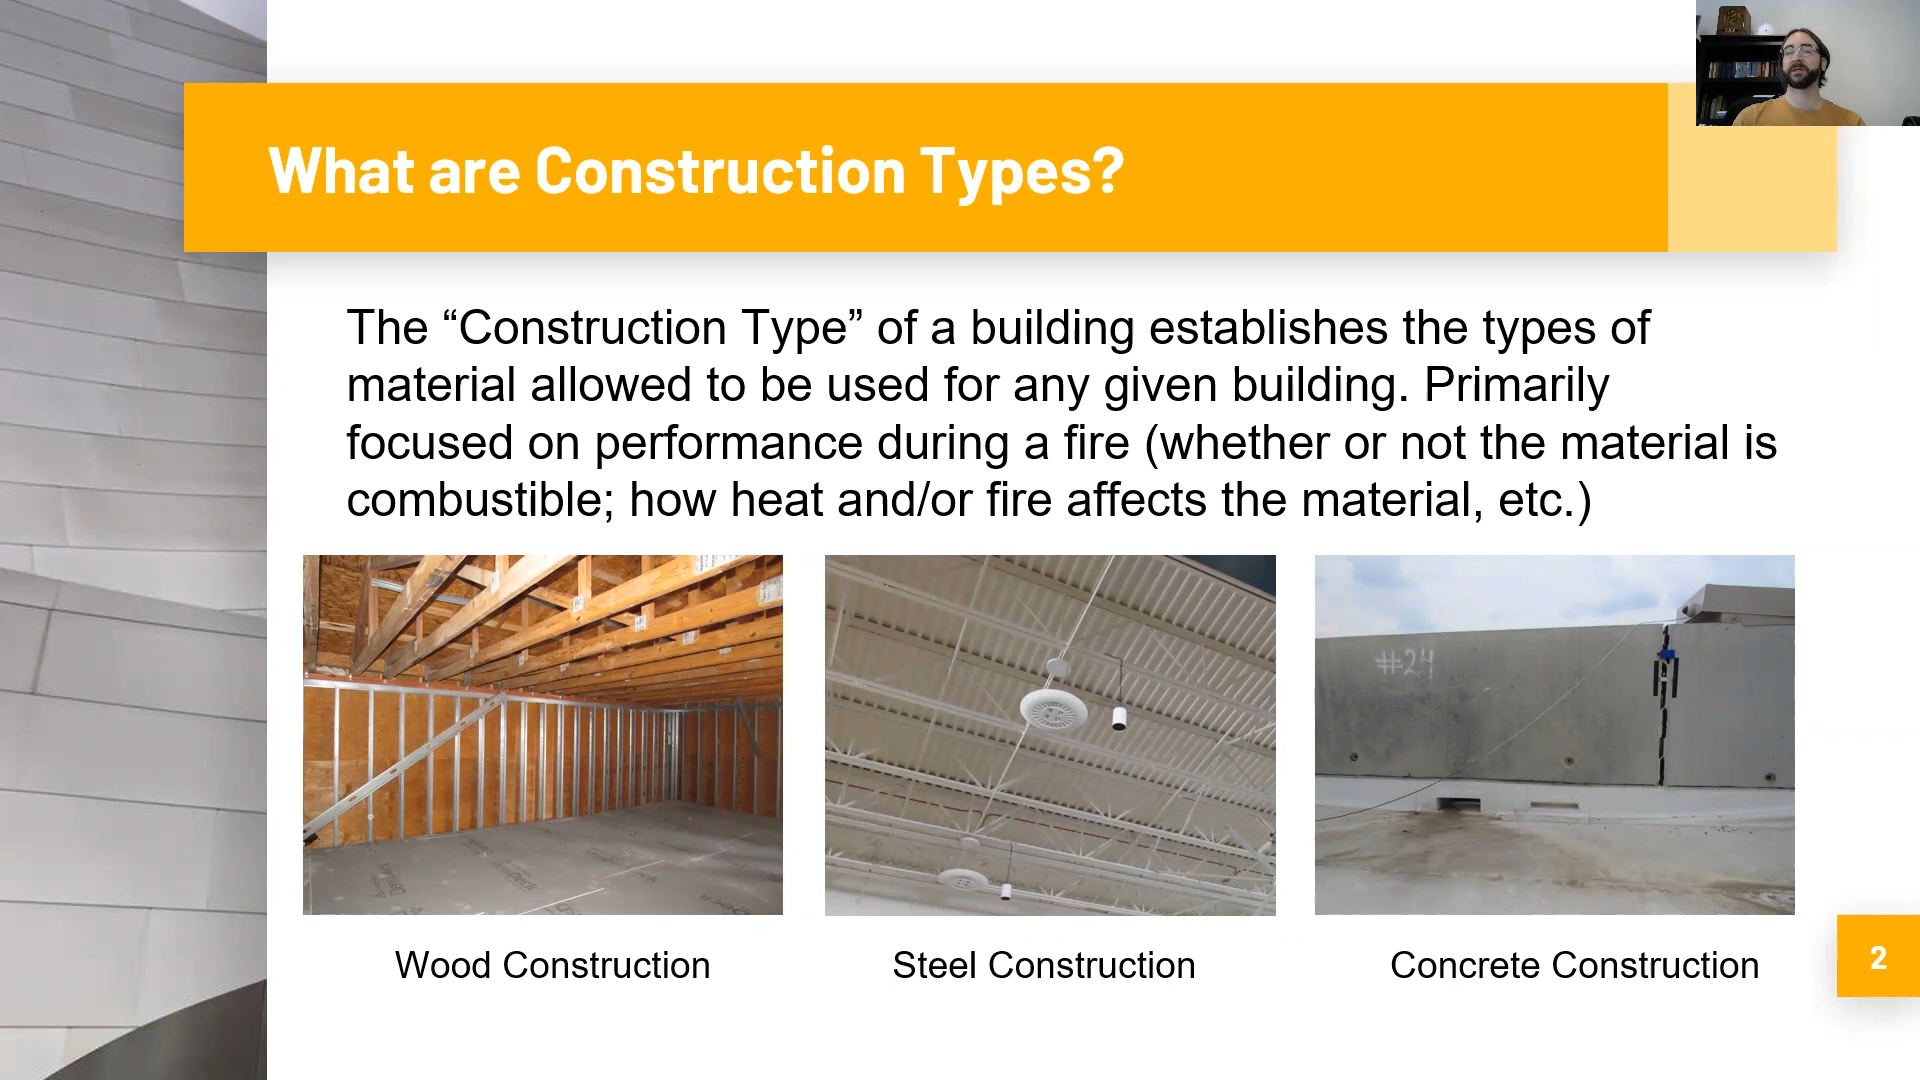 What are Construction Types?
The “Construction Type” of a building establishes the types of
material allowed to be used for any given building. Primarily
focused on performance during a fire (whether or not the material is
combustible; how heat and/or fire affects the material, etc.)
#24
Wood Construction
Steel Construction
Concrete Construction
2